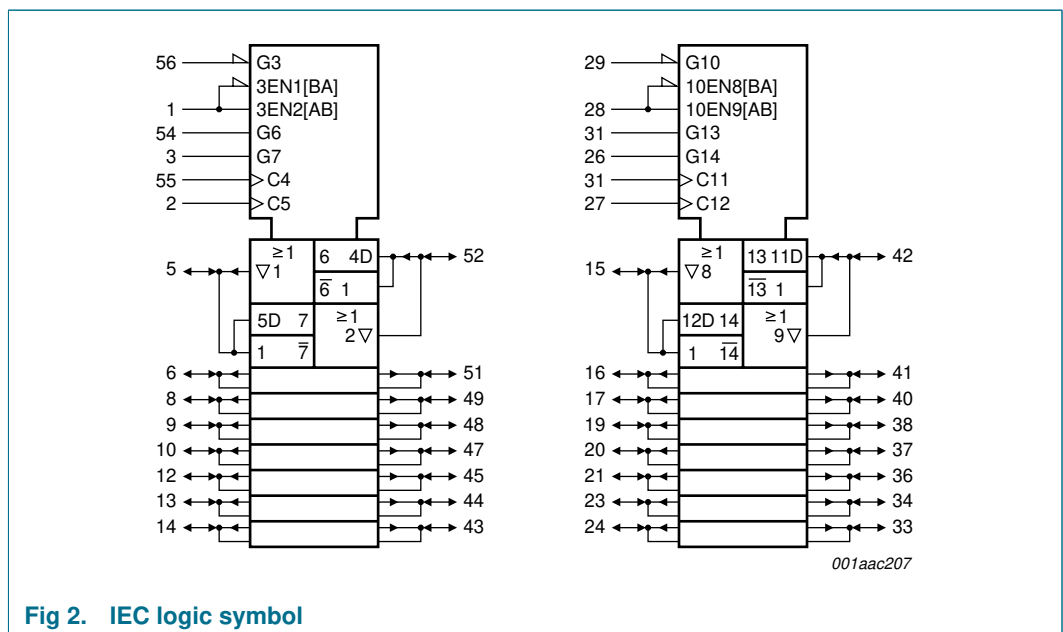 56 G3
3EN1[BA]
1 3EN2[AB]
54 G6
3 G7
55 C4
2 C5
5 ≥1 6 4D 52
▽1
6̅ 1
5D 7 ≥1
2▽
1 7̅
6 51
8 49
9 48
10 47
12 45
13 44
14 43
29 G10
10EN8[BA]
28 10EN9[AB]
31 G13
26 G14
31 C11
27 C12
15 ≥1 13 11D 42
▽8
1̅3̅ 1
12D 14 ≥1
9▽
1 1̅4̅
16 41
17 40
19 38
20 37
21 36
23 34
24 33
001aac207
Fig 2. IEC logic symbol